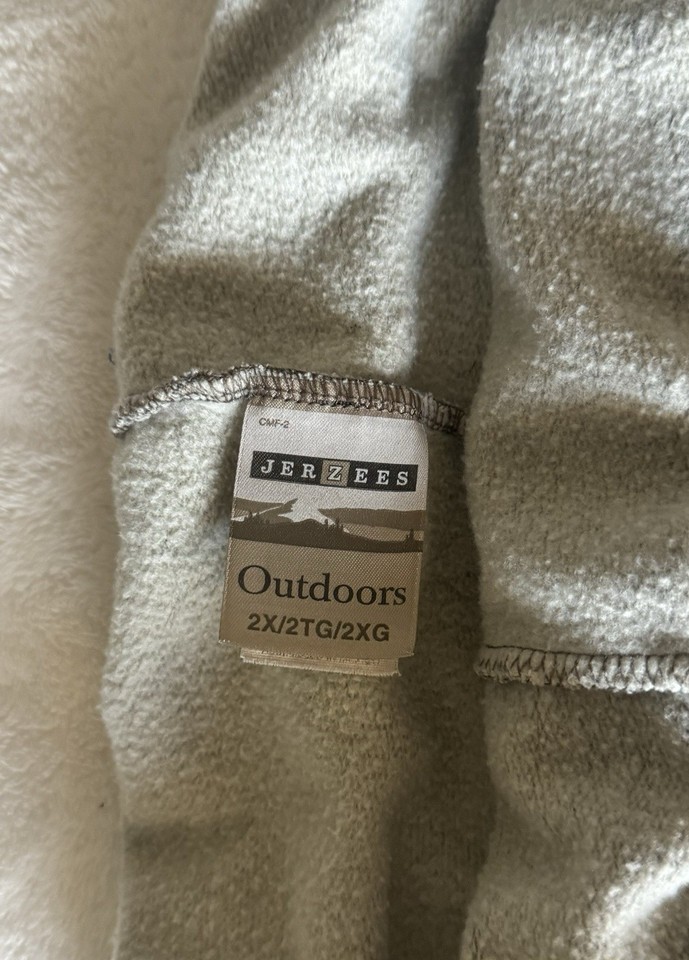 CMF-2
JERZEES
Outdoors
2X/2TG/2XG